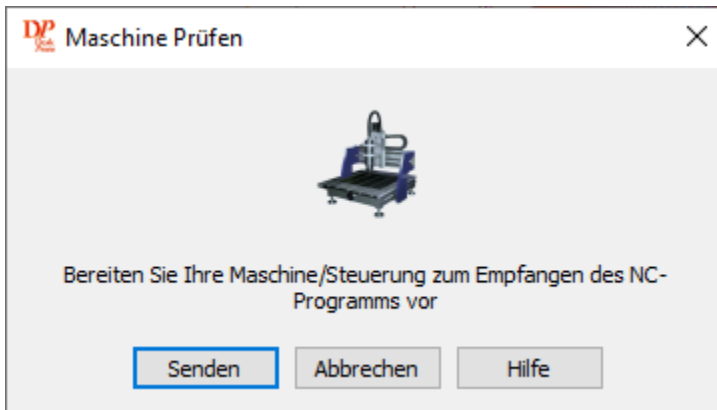 DP
Maschine Prüfen
Bereiten Sie Ihre Maschine/Steuerung zum Empfangen des NC-
Programms vor
Senden
Abbrechen
Hilfe